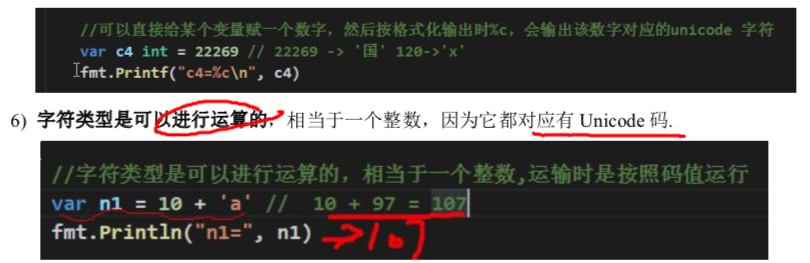 //可以直接给某个变量赋一个数字，然后按格式化输出时%c，会输出该数字对应的unicode 字符
var c4 int = 22269 // 22269 -> '国' 120->'x'
fmt.Printf("c4=%c\n", c4)
6) 字符类型是可以进行运算的，相当于一个整数，因为它都对应有 Unicode 码.
//字符类型是可以进行运算的，相当于一个整数,运输时是按照码值运行
var n1 = 10 + 'a' // 10 + 97 = 107
fmt.Println("n1=", n1) →107